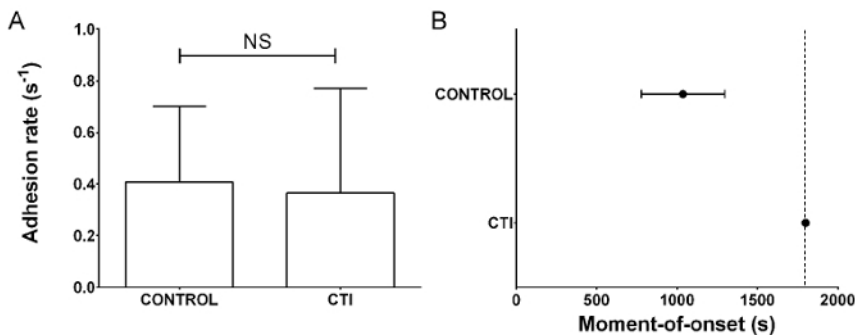 A
B
NS
Adhesion rate (s⁻¹)
1.0
0.8
0.6
0.4
0.2
0.0
CONTROL
CTI
CONTROL
CTI
0
500
1000
1500
2000
Moment-of-onset (s)